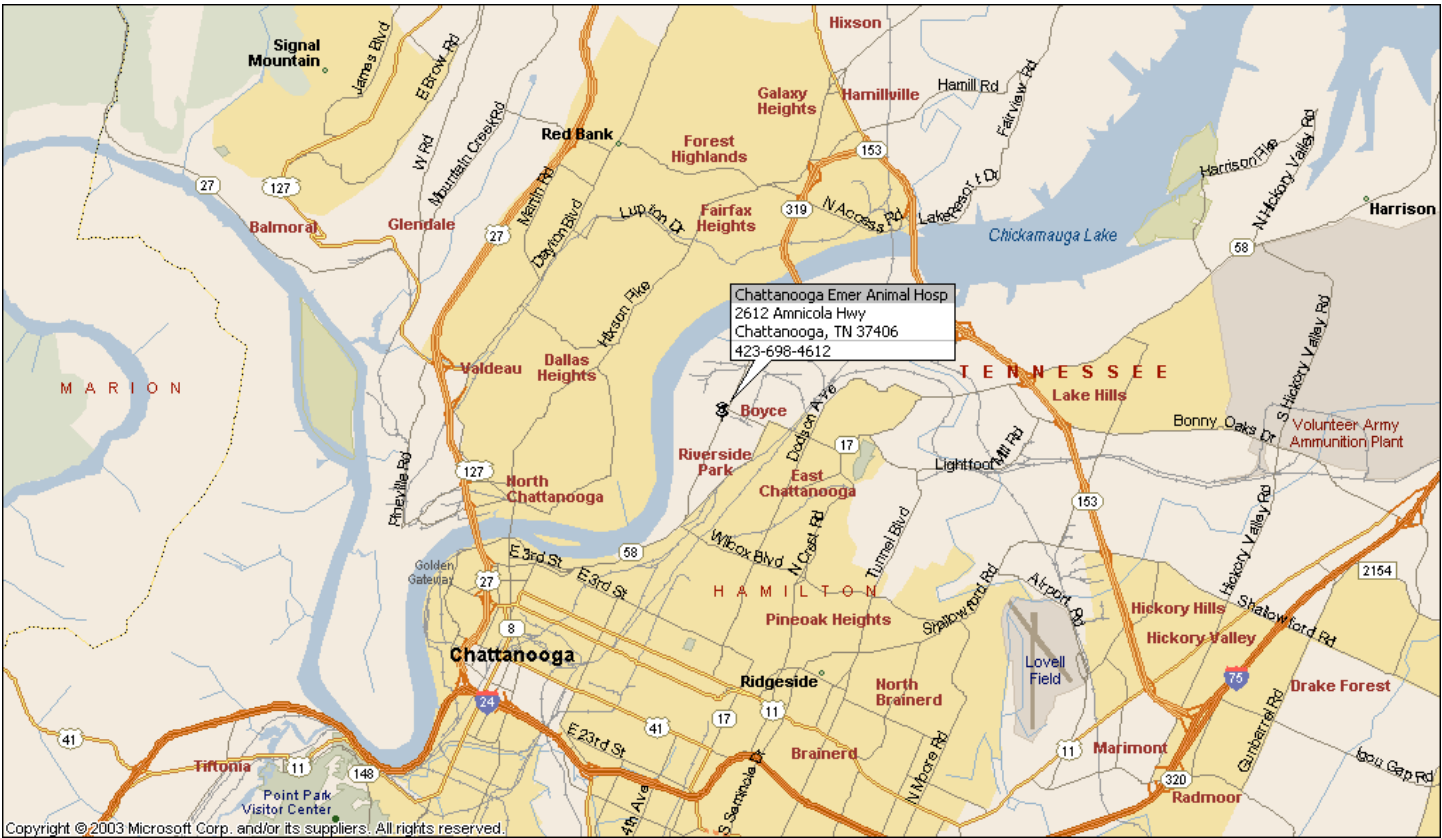 Hixson
Signal
Mountain
James Blvd
E Brow Rd
Galaxy
Heights
Hamillville
Hamill Rd
Fairview Rd
Red Bank
W Rd
Mountain Creek Rd
Forest
Highlands
153
Harrison Pike
N Hickory Valley Rd
27
127
Martin Rd
Dayton Blvd
Lupton Dr
Fairfax
Heights
319
N Access Rd
Lakeresort Dr
Harrison
Balmoral
Glendale
27
Chickamauga Lake
58
Chattanooga Emer Animal Hosp
2612 Amnicola Hwy
Chattanooga, TN 37406
423-698-4612
Hixson Pike
S Hickory Valley Rd
MARION
Valdeau
Dallas
Heights
TENNESSEE
Lake Hills
Boyce
Dodson Ave
17
Bonny Oaks Dr
Volunteer Army
Ammunition Plant
Riverside
Park
Lightfoot Mill Rd
127
Pineville Rd
North
Chattanooga
East
Chattanooga
153
Hickory Valley Rd
Wilcox Blvd
N Crest Rd
Tunnel Blvd
58
E 3rd St
E 3rd St
Golden
Gateway
27
HAMILTON
Shallowford Rd
Airport Rd
2154
Hickory Hills
Shallowford Rd
8
Pineoak Heights
Hickory Valley
Chattanooga
Lovell
Field
Ridgeside
North
Brainerd
75
Drake Forest
24
17
11
41
41
E 23rd St
Brainerd
N Moore Rd
11
Marimont
Gunbarrel Rd
Igou Gap Rd
Tiftonia
11
148
320
Radmoor
Point Park
Visitor Center
4th Ave
S Seminole Dr
Copyright © 2003 Microsoft Corp. and/or its suppliers. All rights reserved.